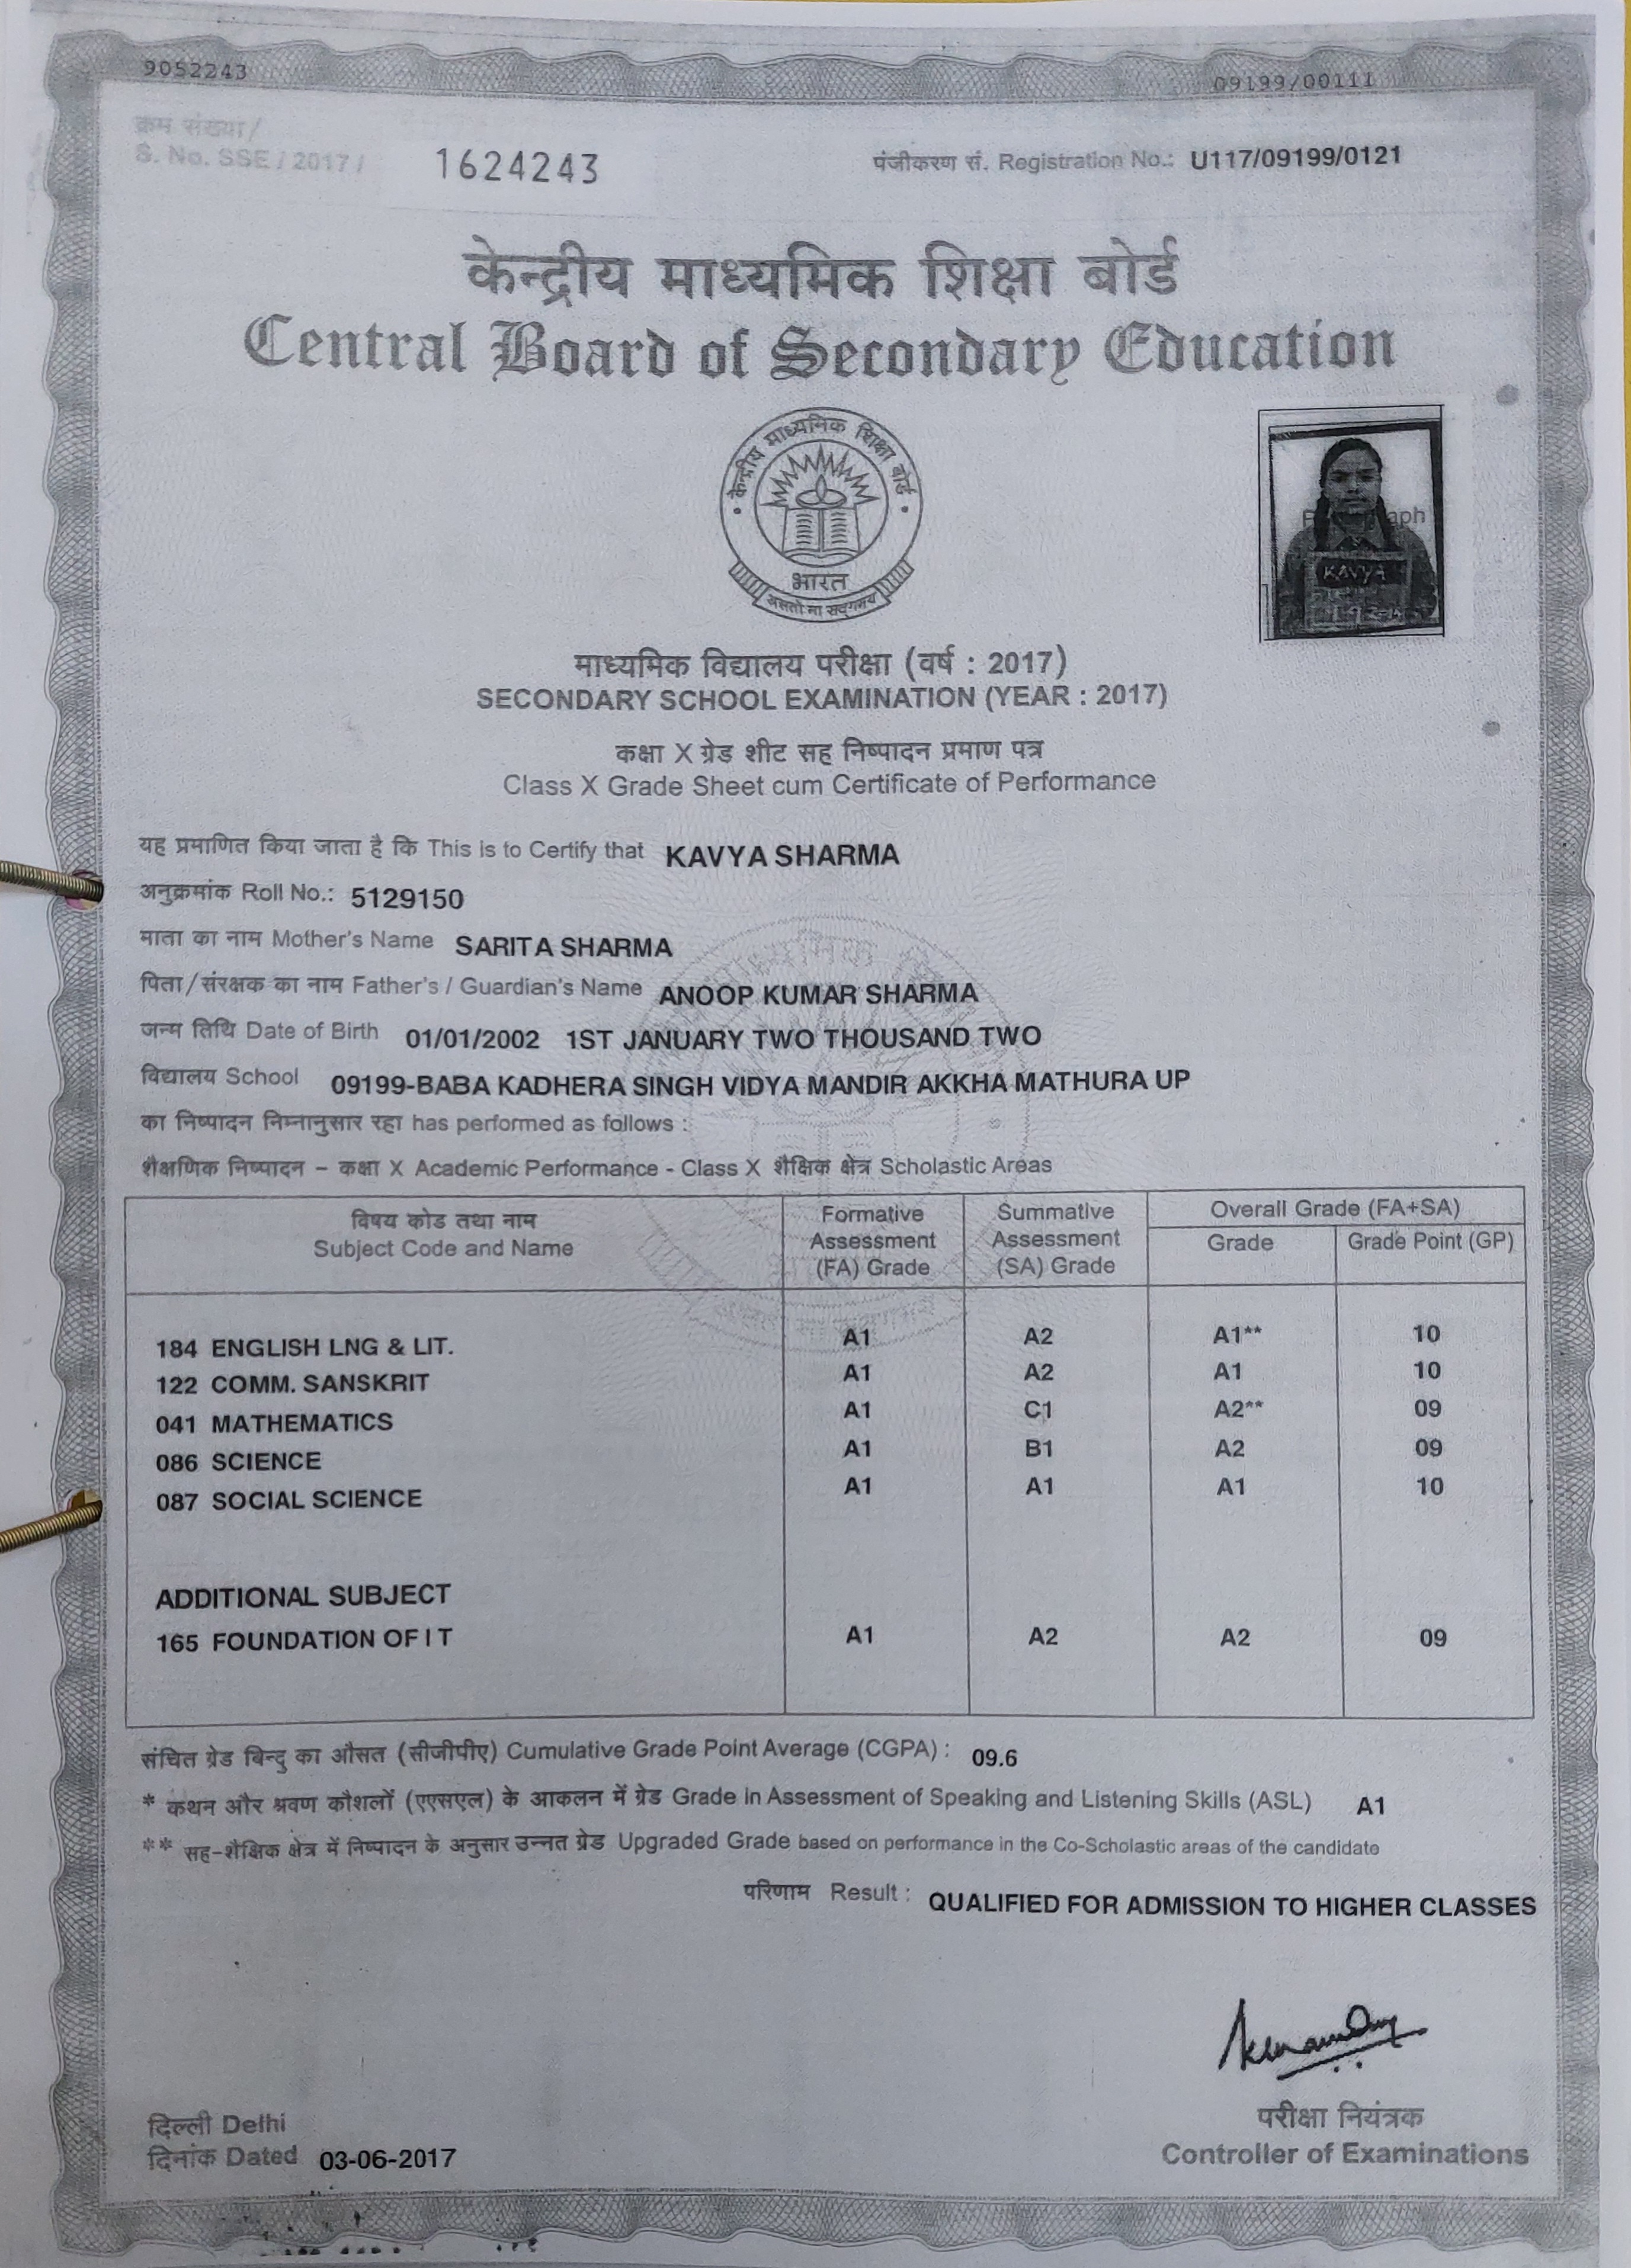 9052243 09199/00111
क्रम संख्या/
S. No. SSE / 2017 / 1624243 पंजीकरण सं. Registration No.: U117/09199/0121
केन्द्रीय माध्यमिक शिक्षा बोर्ड
Central Board of Secondary Education
केन्द्रीय माध्यमिक शिक्षा बोर्ड
भारत
असतो मा सद्गमय
KAVYA
माध्यमिक विद्यालय परीक्षा (वर्ष : 2017)
SECONDARY SCHOOL EXAMINATION (YEAR : 2017)
कक्षा X ग्रेड शीट सह निष्पादन प्रमाण पत्र
Class X Grade Sheet cum Certificate of Performance
यह प्रमाणित किया जाता है कि This is to Certify that KAVYA SHARMA
अनुक्रमांक Roll No.: 5129150
माता का नाम Mother's Name SARITA SHARMA
पिता/संरक्षक का नाम Father's / Guardian's Name ANOOP KUMAR SHARMA
जन्म तिथि Date of Birth 01/01/2002 1ST JANUARY TWO THOUSAND TWO
विद्यालय School 09199-BABA KADHERA SINGH VIDYA MANDIR AKKHA MATHURA UP
का निष्पादन निम्नानुसार रहा has performed as follows :
शैक्षणिक निष्पादन – कक्षा X Academic Performance - Class X शैक्षिक क्षेत्र Scholastic Areas
विषय कोड तथा नाम
Subject Code and Name
Formative
Assessment
(FA) Grade
Summative
Assessment
(SA) Grade
Overall Grade (FA+SA)
Grade Grade Point (GP)
184 ENGLISH LNG & LIT. A1 A2 A1** 10
122 COMM. SANSKRIT A1 A2 A1 10
041 MATHEMATICS A1 C1 A2** 09
086 SCIENCE A1 B1 A2 09
087 SOCIAL SCIENCE A1 A1 A1 10
ADDITIONAL SUBJECT
165 FOUNDATION OF I T A1 A2 A2 09
संचित ग्रेड बिन्दु का औसत (सीजीपीए) Cumulative Grade Point Average (CGPA) : 09.6
* कथन और श्रवण कौशलों (एएसएल) के आकलन में ग्रेड Grade in Assessment of Speaking and Listening Skills (ASL) A1
** सह-शैक्षिक क्षेत्र में निष्पादन के अनुसार उन्नत ग्रेड Upgraded Grade based on performance in the Co-Scholastic areas of the candidate
परिणाम Result : QUALIFIED FOR ADMISSION TO HIGHER CLASSES
दिल्ली Delhi
दिनांक Dated 03-06-2017
परीक्षा नियंत्रक
Controller of Examinations